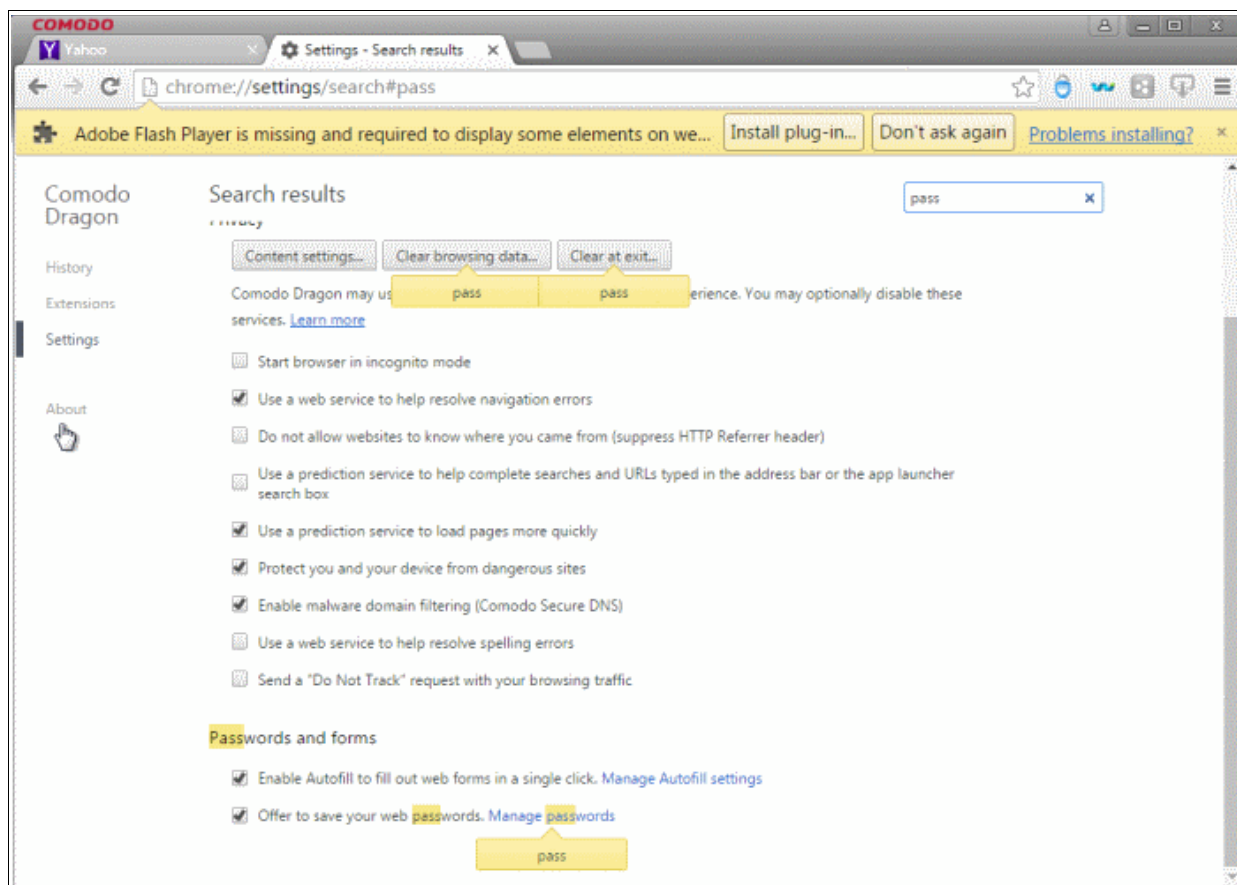 COMODO
Yahoo
Settings - Search results
chrome://settings/search#pass
Adobe Flash Player is missing and required to display some elements on we... Install plug-in... Don't ask again Problems installing?
Comodo
Dragon
Search results
pass
Privacy
Content settings... Clear browsing data... Clear at exit...
History
Extensions
Settings
About
Comodo Dragon may us pass pass erience. You may optionally disable these
services. Learn more
Start browser in incognito mode
Use a web service to help resolve navigation errors
Do not allow websites to know where you came from (suppress HTTP Referrer header)
Use a prediction service to help complete searches and URLs typed in the address bar or the app launcher
search box
Use a prediction service to load pages more quickly
Protect you and your device from dangerous sites
Enable malware domain filtering (Comodo Secure DNS)
Use a web service to help resolve spelling errors
Send a "Do Not Track" request with your browsing traffic
Passwords and forms
Enable Autofill to fill out web forms in a single click. Manage Autofill settings
Offer to save your web passwords. Manage passwords
pass